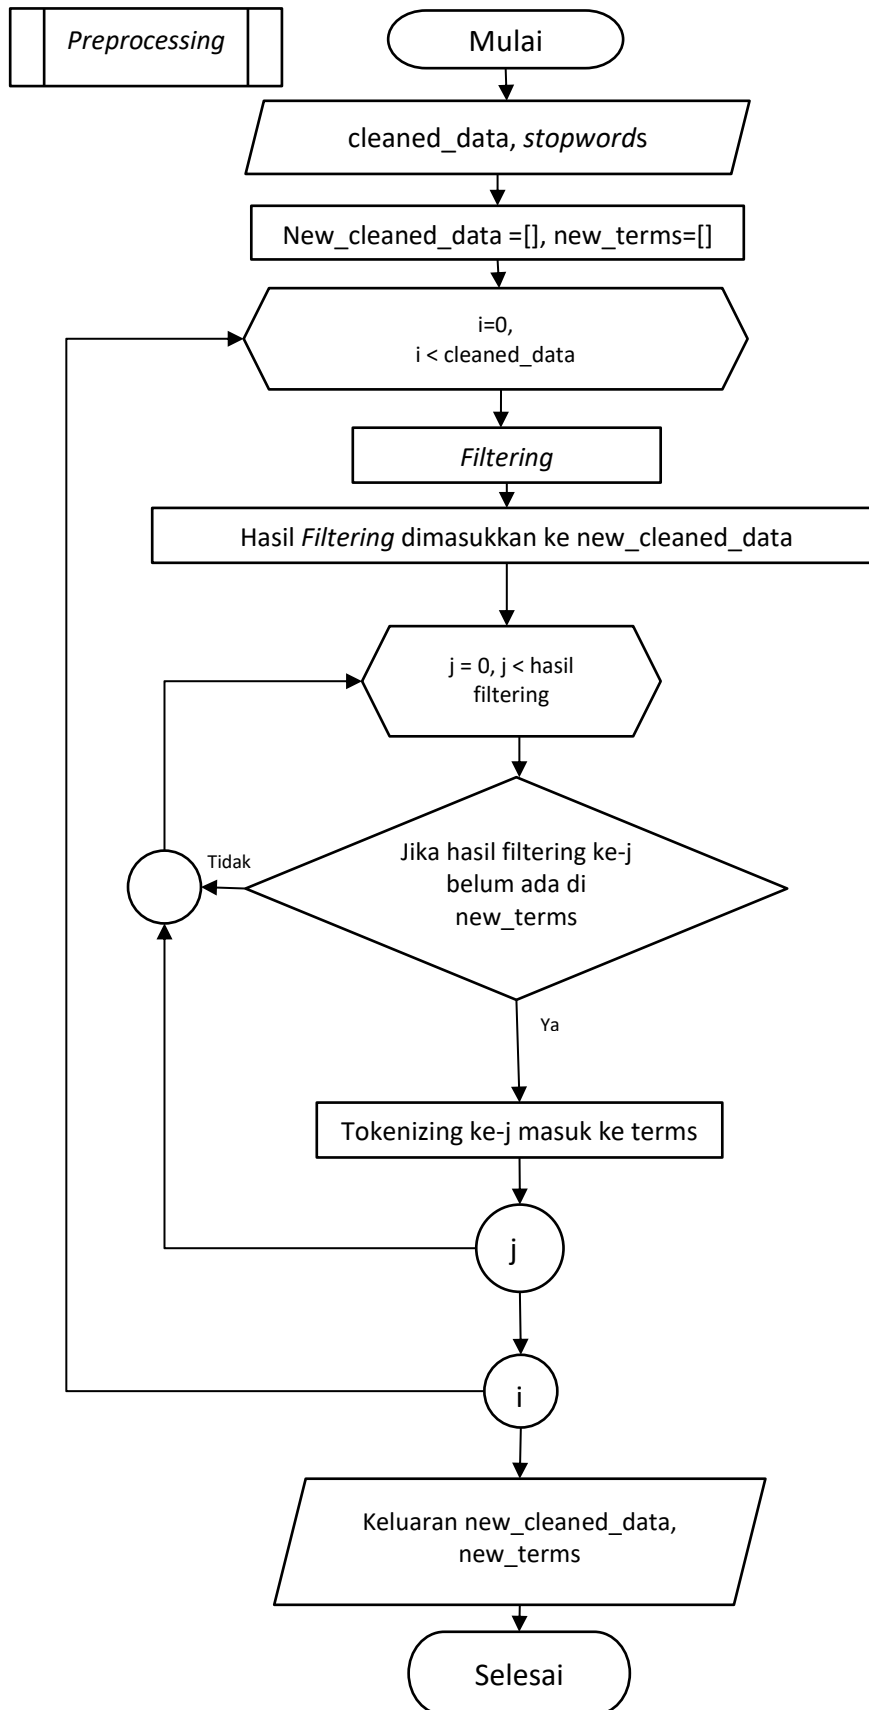 Preprocessing
Mulai
cleaned_data, stopwords
New_cleaned_data =[], new_terms=[]
i=0,
i < cleaned_data
Filtering
Hasil Filtering dimasukkan ke new_cleaned_data
j = 0, j < hasil
filtering
Tidak
Jika hasil filtering ke-j
belum ada di
new_terms
Ya
Tokenizing ke-j masuk ke terms
j
i
Keluaran new_cleaned_data,
new_terms
Selesai